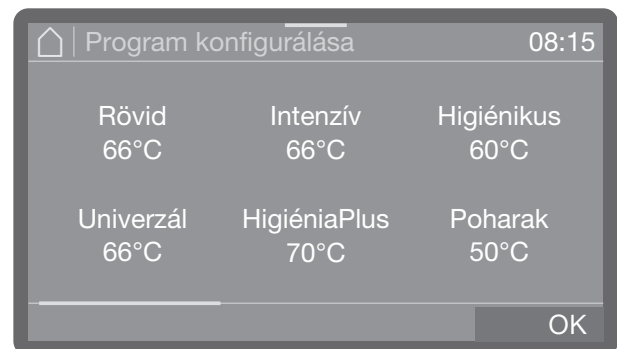 Program konfigurálása 08:15
Rövid Intenzív Higiénikus
66°C 66°C 60°C
Univerzál HigiéniaPlus Poharak
66°C 70°C 50°C
OK